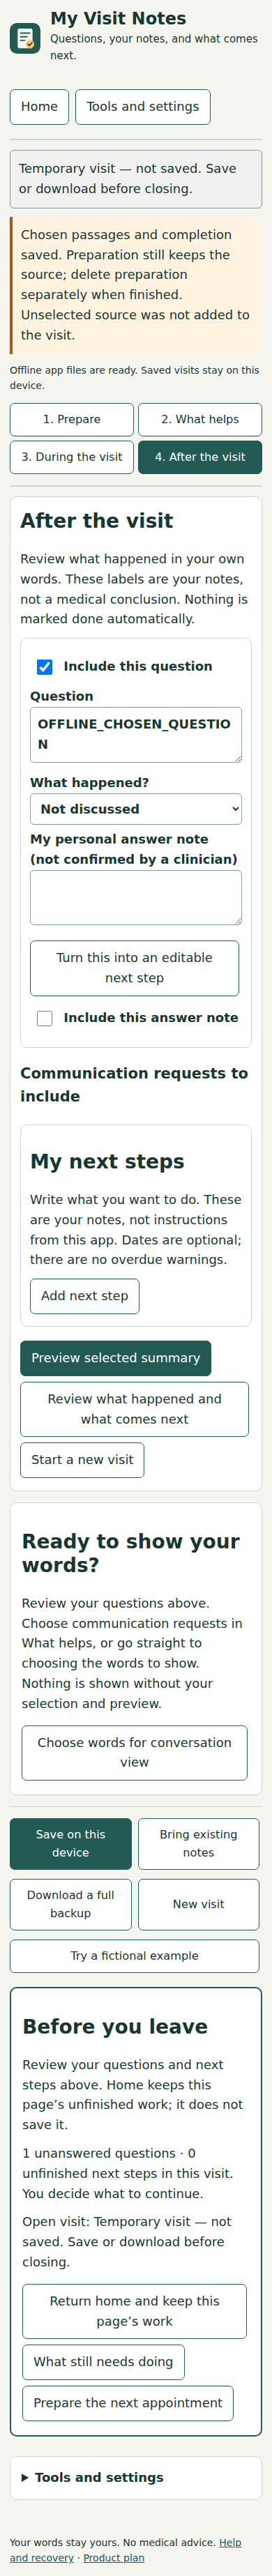 My Visit Notes
Questions, your notes, and what comes
next.
Home
Tools and settings
Temporary visit — not saved. Save
or download before closing.
Chosen passages and completion
saved. Preparation still keeps the
source; delete preparation
separately when finished.
Unselected source was not added to
the visit.
Offline app files are ready. Saved visits stay on this
device.
1. Prepare
2. What helps
3. During the visit
4. After the visit
After the visit
Review what happened in your own
words. These labels are your notes,
not a medical conclusion. Nothing is
marked done automatically.
Include this question
Question
OFFLINE_CHOSEN_QUESTIO
N
What happened?
Not discussed
My personal answer note
(not confirmed by a clinician)
Turn this into an editable
next step
Include this answer note
Communication requests to
include
My next steps
Write what you want to do. These
are your notes, not instructions
from this app. Dates are optional;
there are no overdue warnings.
Add next step
Preview selected summary
Review what happened and
what comes next
Start a new visit
Ready to show your
words?
Review your questions above.
Choose communication requests in
What helps, or go straight to
choosing the words to show.
Nothing is shown without your
selection and preview.
Choose words for conversation
view
Save on this
device
Bring existing
notes
Download a full
backup
New visit
Try a fictional example
Before you leave
Review your questions and next
steps above. Home keeps this
page’s unfinished work; it does not
save it.
1 unanswered questions · 0
unfinished next steps in this visit.
You decide what to continue.
Open visit: Temporary visit — not
saved. Save or download before
closing.
Return home and keep this
page’s work
What still needs doing
Prepare the next appointment
Tools and settings
Your words stay yours. No medical advice. Help
and recovery · Product plan